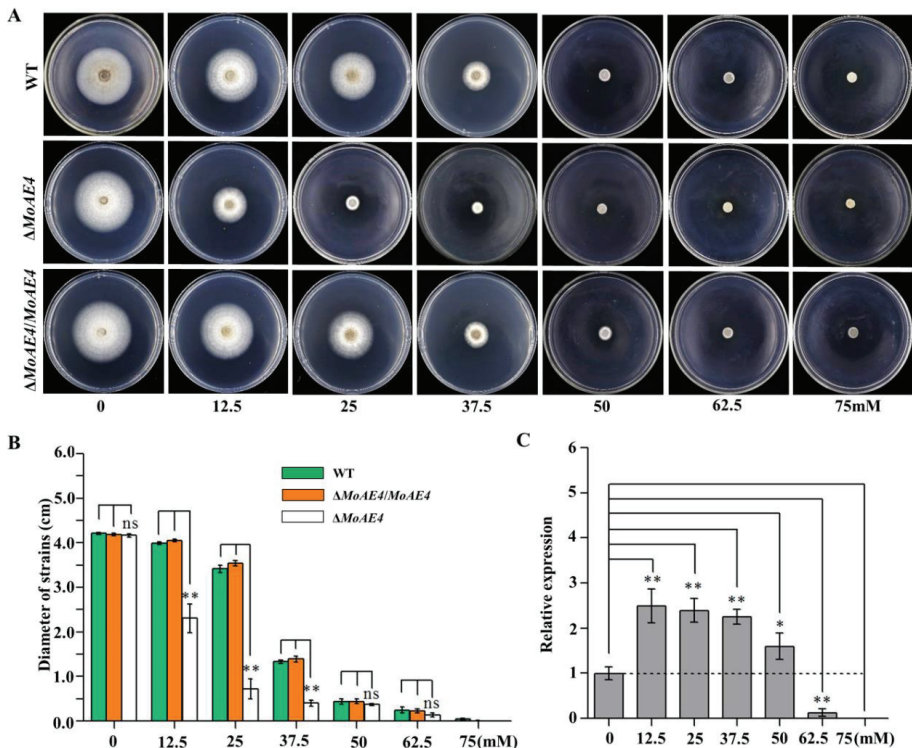 A
WT
ΔMoAE4
ΔMoAE4/MoAE4
0 12.5 25 37.5 50 62.5 75mM
B
Diameter of strains (cm)
6.0
5.0
4.0
3.0
2.0
1.0
0.0
WT
ΔMoAE4/MoAE4
ΔMoAE4
ns
**
**
**
ns
ns
0 12.5 25 37.5 50 62.5 75(mM)
C
Relative expression
6
5
4
3
2
1
0
**
**
**
*
**
0 12.5 25 37.5 50 62.5 75(mM)